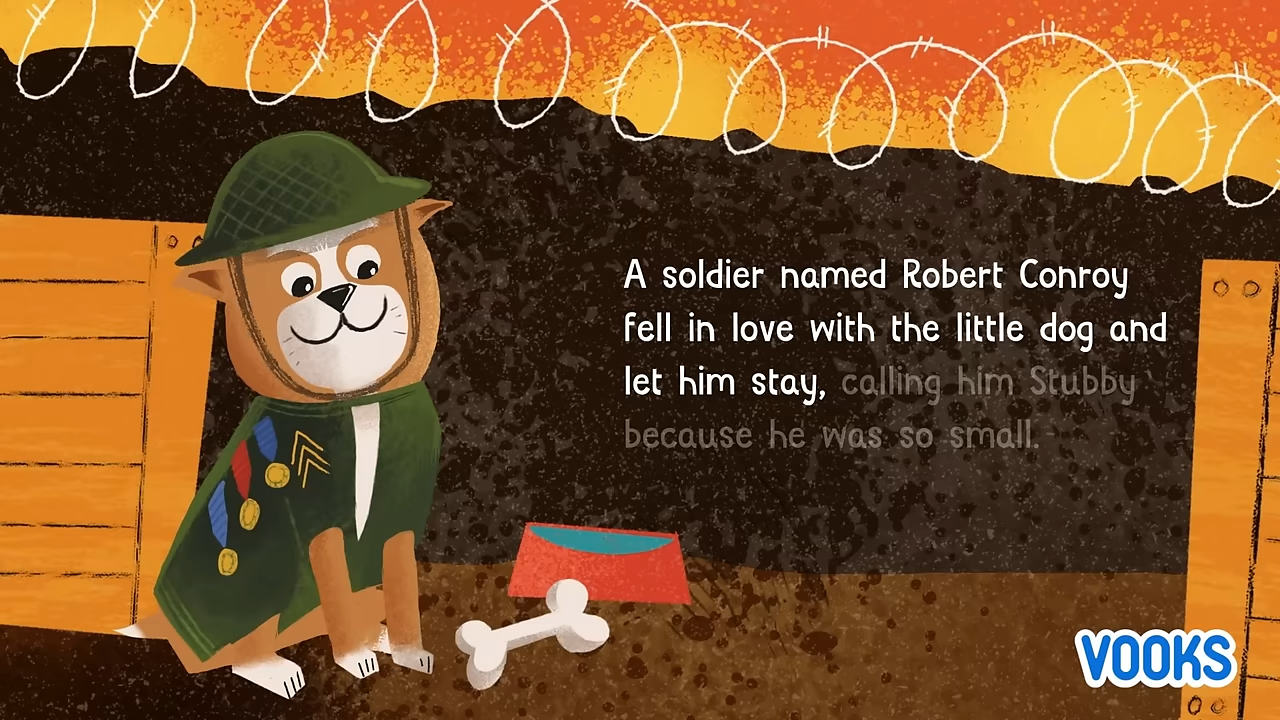 A soldier named Robert Conroy
fell in love with the little dog and
let him stay, calling him Stubby
because he was so small.
VOOKS